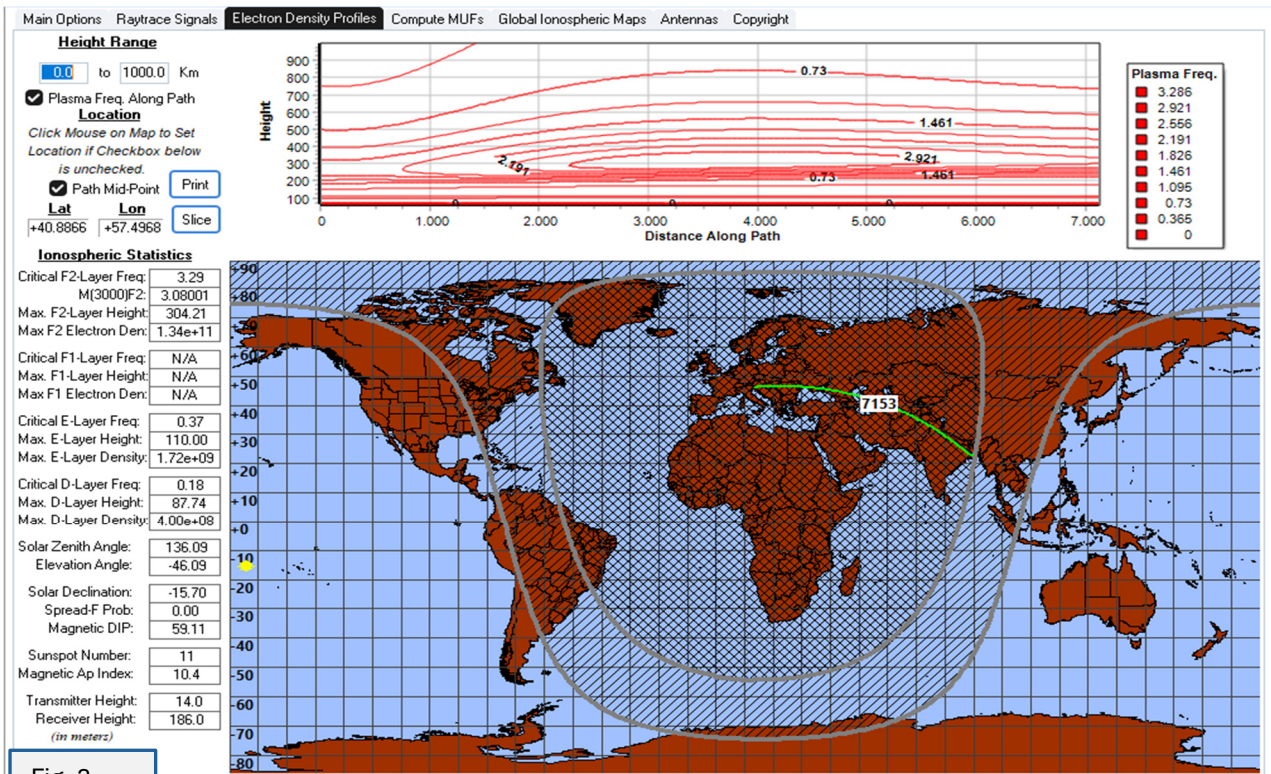 Main Options Raytrace Signals Electron Density Profiles Compute MUFs Global Ionospheric Maps Antennas Copyright
Height Range
0.0 to 1000.0 Km
Plasma Freq. Along Path
Location
Click Mouse on Map to Set
Location if Checkbox below
is unchecked.
Path Mid-Point Print
Lat Lon
+40.8866 +57.4968 Slice
Ionospheric Statistics
Critical F2-Layer Freq: 3.29
M(3000)F2: 3.08001
Max. F2-Layer Height: 304.21
Max F2 Electron Den: 1.34e+11
Critical F1-Layer Freq: N/A
Max. F1-Layer Height: N/A
Max F1 Electron Den: N/A
Critical E-Layer Freq: 0.37
Max. E-Layer Height: 110.00
Max. E-Layer Density: 1.72e+09
Critical D-Layer Freq: 0.18
Max. D-Layer Height: 87.74
Max. D-Layer Density: 4.00e+08
Solar Zenith Angle: 136.09
Elevation Angle: -46.09
Solar Declination: -15.70
Spread-F Prob: 0.00
Magnetic DIP: 59.11
Sunspot Number: 11
Magnetic Ap Index: 10.4
Transmitter Height: 14.0
Receiver Height: 186.0
(in meters)
Height
900
800
700
600
500
400
300
200
100
0.73
1.461
2.921
2.191
1.461
0.73
0 0 0
0 1.000 2.000 3.000 4.000 5.000 6.000 7.000
Distance Along Path
Plasma Freq.
3.286
2.921
2.556
2.191
1.826
1.461
1.095
0.73
0.365
0
+90
+80
+60
+50
+40
+30
+20
+10
+0
-10
-20
-30
-40
-50
-60
-70
-80
7153